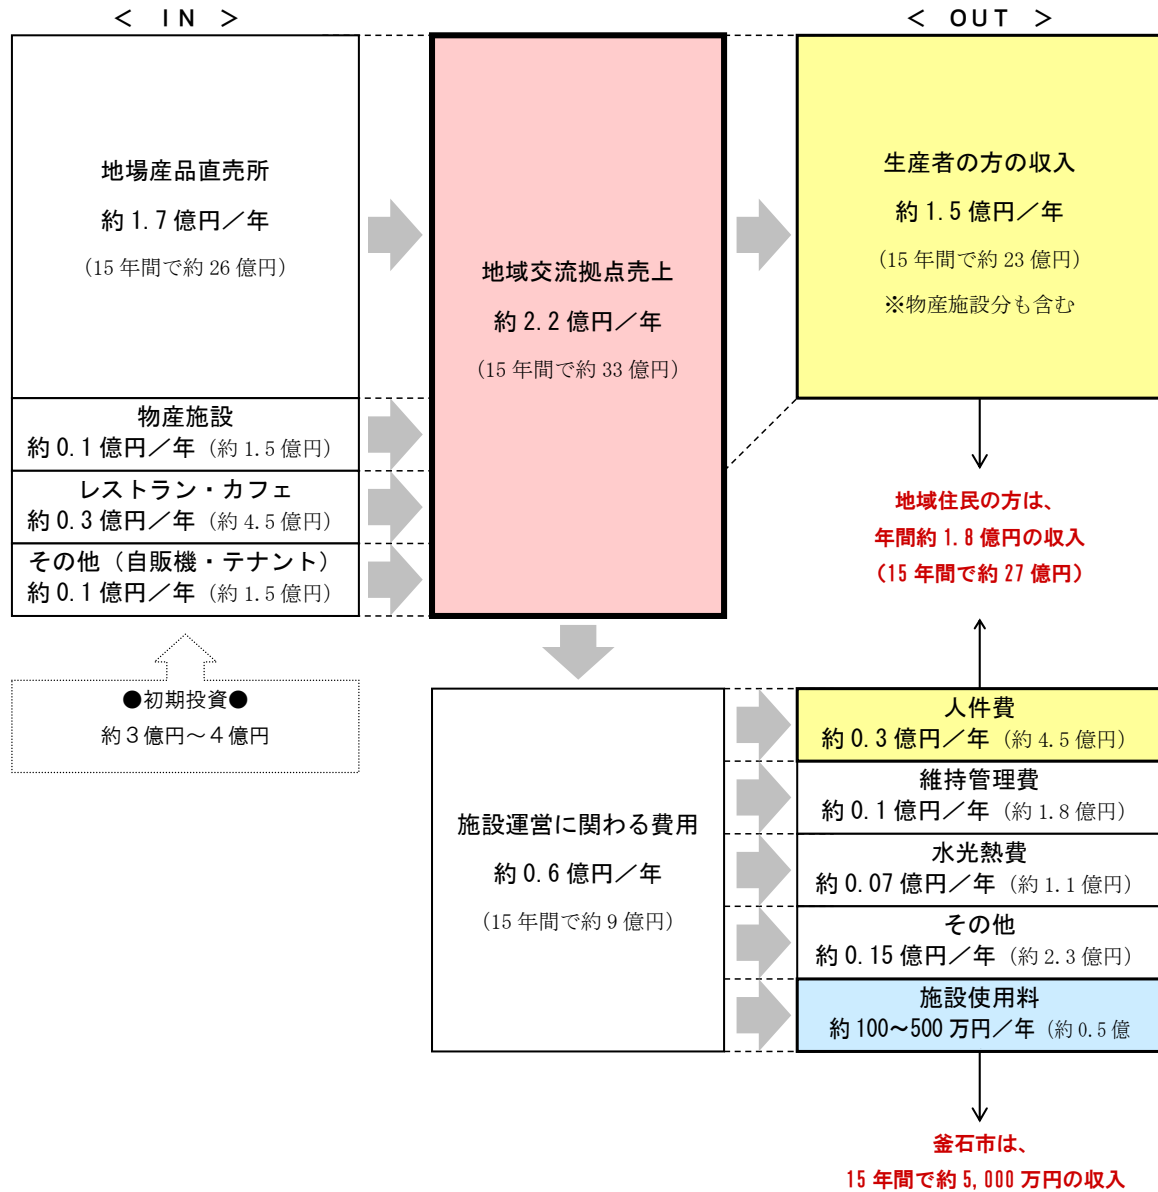 ＜ ＩＮ ＞
地場産品直売所
約 1.7 億円／年
（15 年間で約 26 億円）
物産施設
約 0.1 億円／年（約 1.5 億円）
レストラン・カフェ
約 0.3 億円／年（約 4.5 億円）
その他（自販機・テナント）
約 0.1 億円／年（約 1.5 億円）
●初期投資●
約３億円～４億円
地域交流拠点売上
約 2.2 億円／年
（15 年間で約 33 億円）
施設運営に関わる費用
約 0.6 億円／年
（15 年間で約 9 億円）
＜ OUT ＞
生産者の方の収入
約 1.5 億円／年
（15 年間で約 23 億円）
※物産施設分も含む
地域住民の方は、
年間約 1.8 億円の収入
（15 年間で約 27 億円）
人件費
約 0.3 億円／年（約 4.5 億円）
維持管理費
約 0.1 億円／年（約 1.8 億円）
水光熱費
約 0.07 億円／年（約 1.1 億円）
その他
約 0.15 億円／年（約 2.3 億円）
施設使用料
約 100～500 万円／年（約 0.5 億
釜石市は、
15 年間で約 5,000 万円の収入